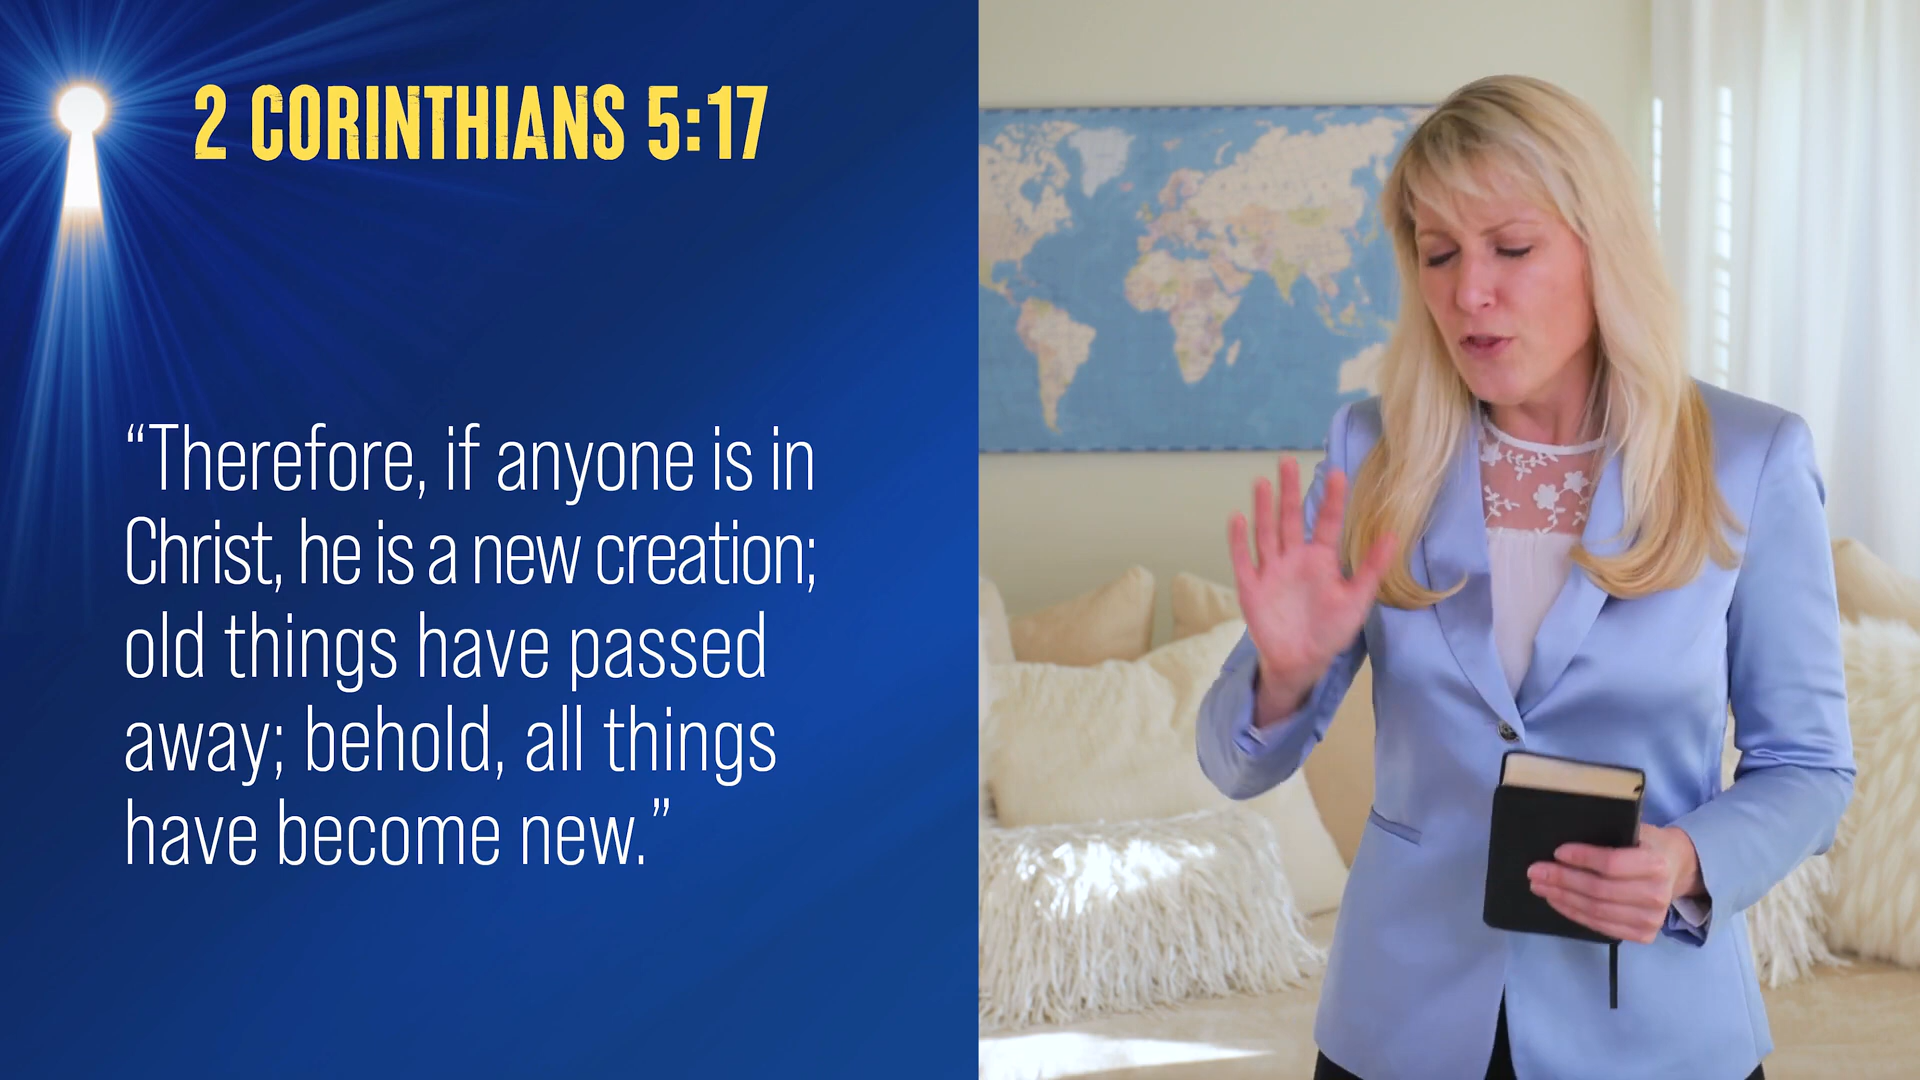 2 CORINTHIANS 5:17
“Therefore, if anyone is in
Christ, he is a new creation;
old things have passed
away; behold, all things
have become new.”